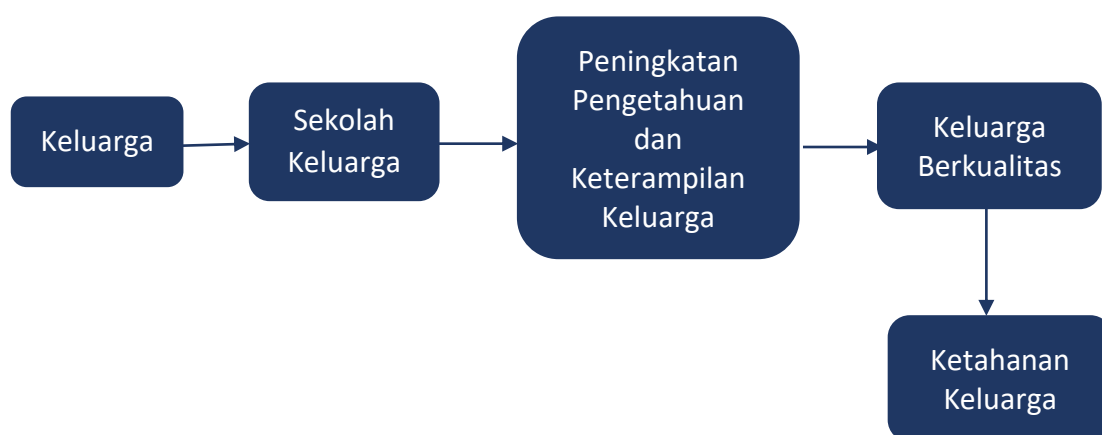 Keluarga
Sekolah
Keluarga
Peningkatan
Pengetahuan
dan
Keterampilan
Keluarga
Keluarga
Berkualitas
Ketahanan
Keluarga